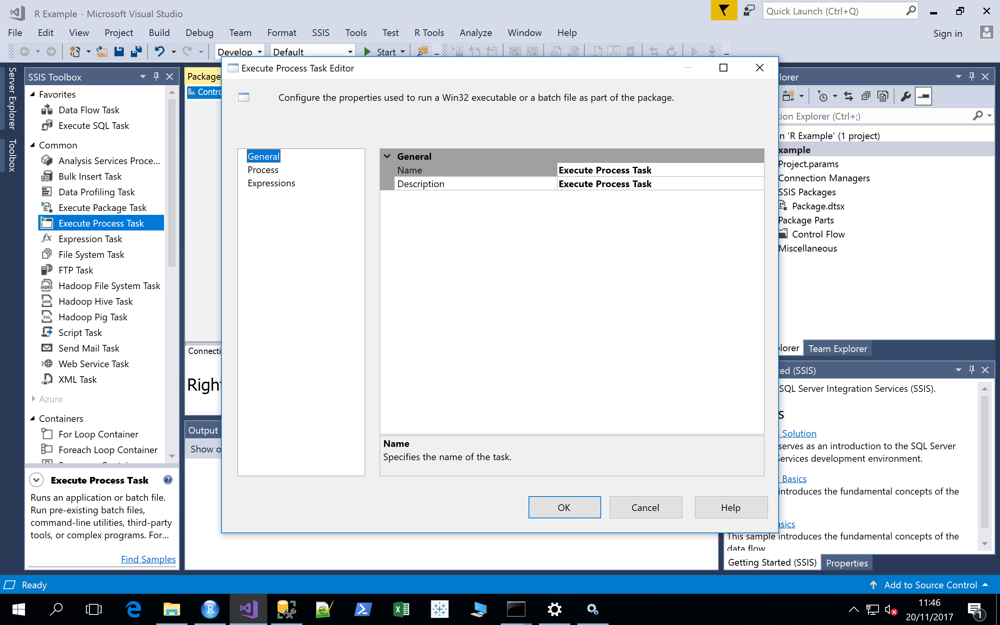 R Example - Microsoft Visual Studio
Quick Launch (Ctrl+Q)
File Edit View Project Build Debug Team Format SSIS Tools Test R Tools Analyze Window Help
Sign in
Develop Default Start
Server Explorer
Toolbox
SSIS Toolbox
Favorites
Data Flow Task
Execute SQL Task
Common
Analysis Services Proce...
Bulk Insert Task
Data Profiling Task
Execute Package Task
Execute Process Task
Expression Task
File System Task
FTP Task
Hadoop File System Task
Hadoop Hive Task
Hadoop Pig Task
Script Task
Send Mail Task
Web Service Task
XML Task
Azure
Containers
For Loop Container
Foreach Loop Container
Execute Process Task
Runs an application or batch file.
Run pre-existing batch files,
command-line utilities, third-party
tools, or complex programs. For...
Find Samples
Package
Contro
Connecti
Right
Output
Show o
Execute Process Task Editor
Configure the properties used to run a Win32 executable or a batch file as part of the package.
General
Process
Expressions
General
Name Execute Process Task
Description Execute Process Task
Name
Specifies the name of the task.
OK Cancel Help
lorer
tion Explorer (Ctrl+;)
n 'R Example' (1 project)
xample
Project.params
Connection Managers
SSIS Packages
Package.dtsx
Package Parts
Control Flow
Miscellaneous
lorer Team Explorer
ted (SSIS)
SQL Server Integration Services (SSIS).
s
Solution
serves as an introduction to the SQL Server
Services development environment.
Basics
introduces the fundamental concepts of the
asics
This sample introduces the fundamental concepts of the
data flow
Getting Started (SSIS) Properties
Ready
Add to Source Control
11:46
20/11/2017
1